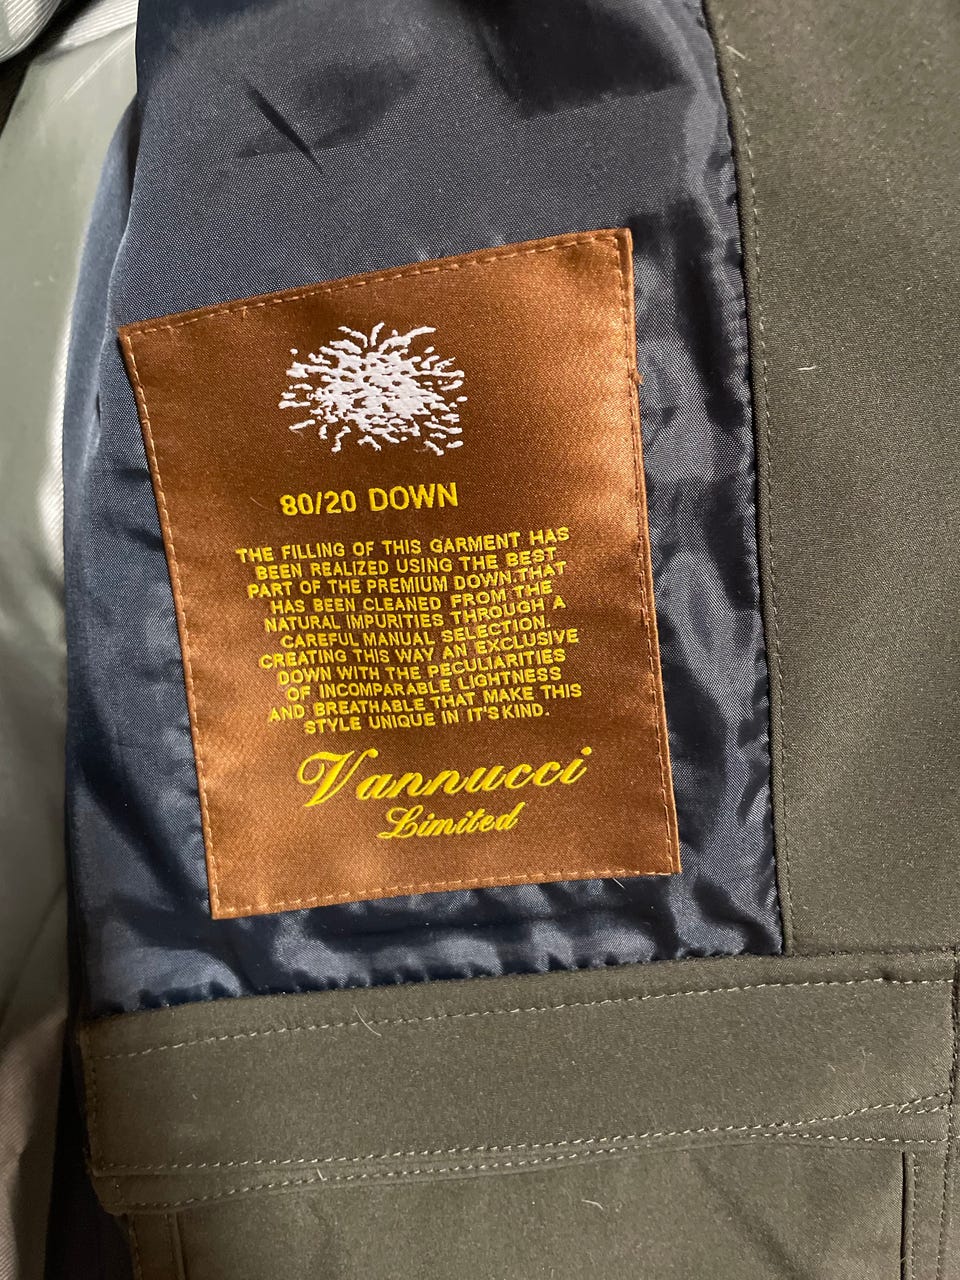 80/20 DOWN
THE FILLING OF THIS GARMENT HAS
BEEN REALIZED USING THE BEST
PART OF THE PREMIUM DOWN.THAT
HAS BEEN CLEANED FROM THE
NATURAL IMPURITIES THROUGH A
CAREFUL MANUAL SELECTION.
CREATING THIS WAY AN EXCLUSIVE
DOWN WITH THE PECULIARITIES
OF INCOMPARABLE LIGHTNESS
AND BREATHABLE THAT MAKE THIS
STYLE UNIQUE IN IT'S KIND.
Vannucci
Limited